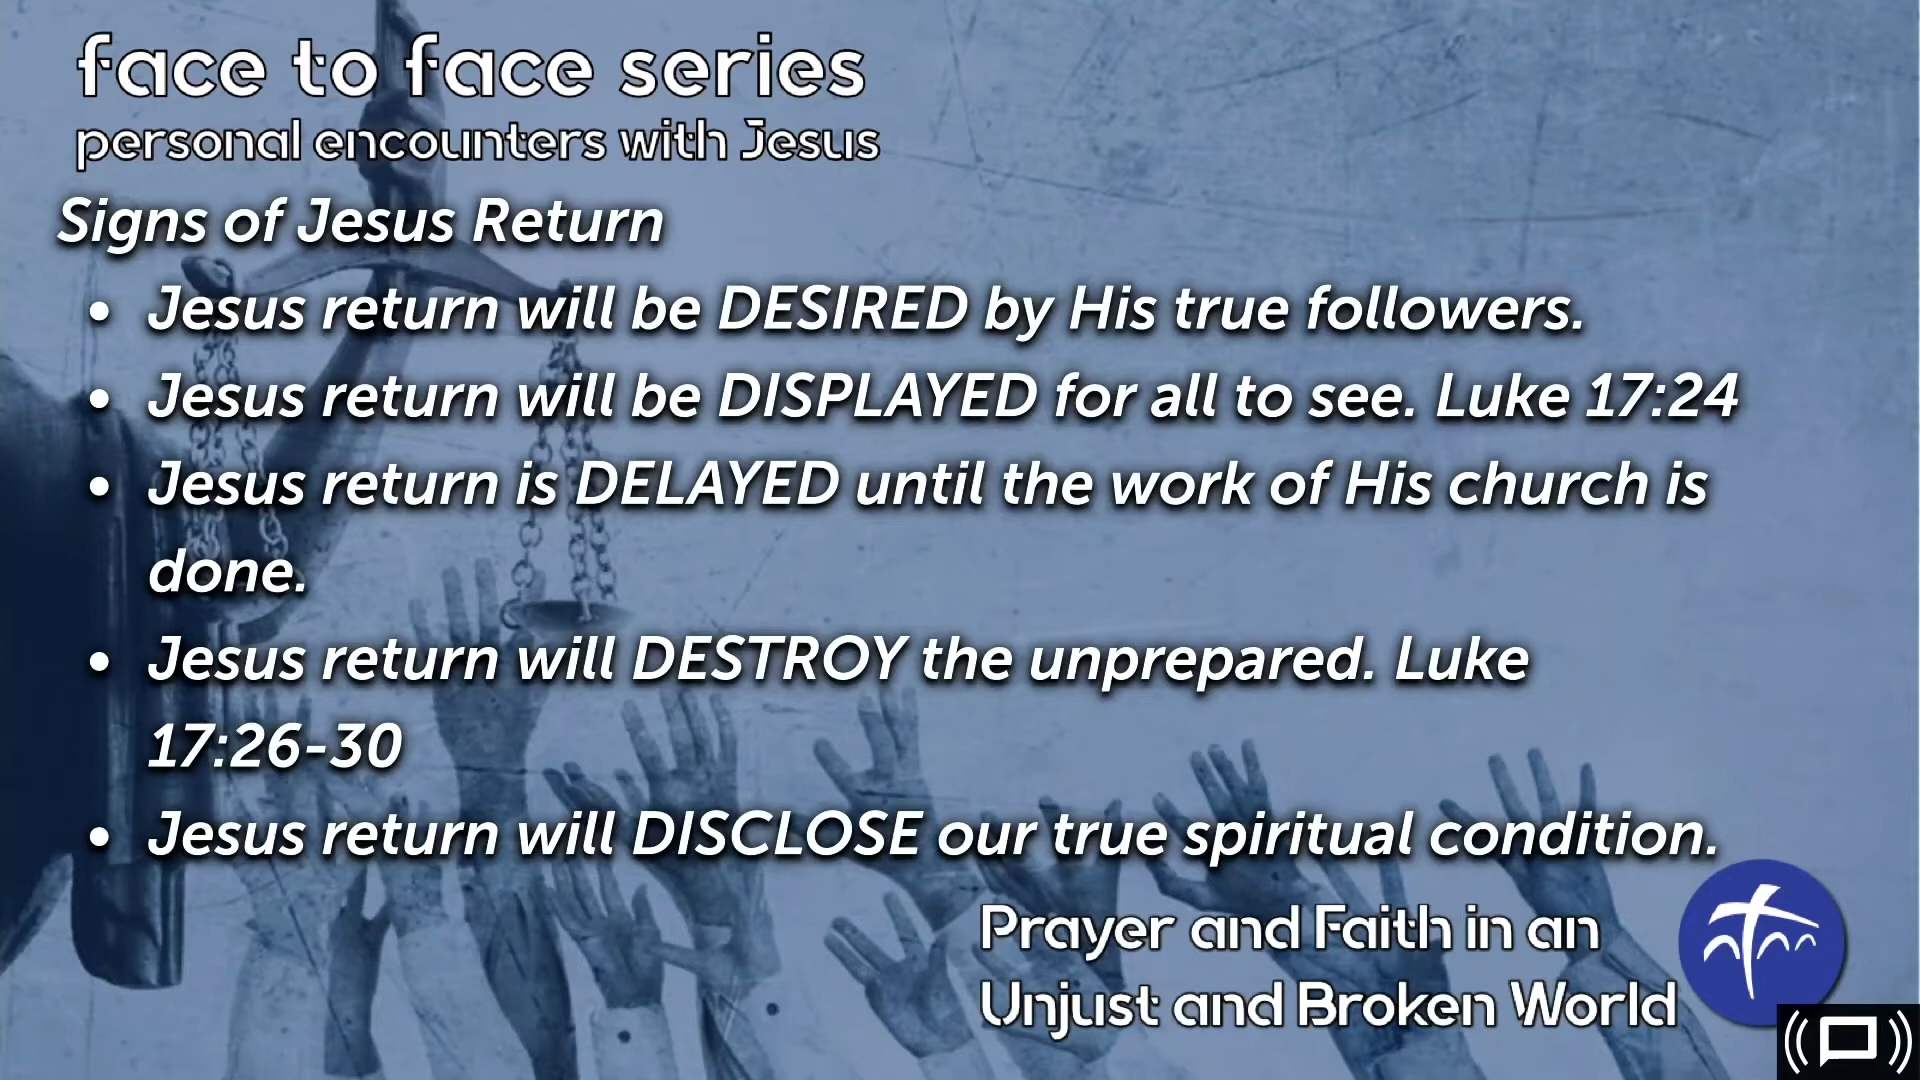 face to face series
personal encounters with Jesus
Signs of Jesus Return
• Jesus return will be DESIRED by His true followers.
• Jesus return will be DISPLAYED for all to see. Luke 17:24
• Jesus return is DELAYED until the work of His church is
done.
• Jesus return will DESTROY the unprepared. Luke
17:26-30
• Jesus return will DISCLOSE our true spiritual condition.
Prayer and Faith in an
Unjust and Broken World